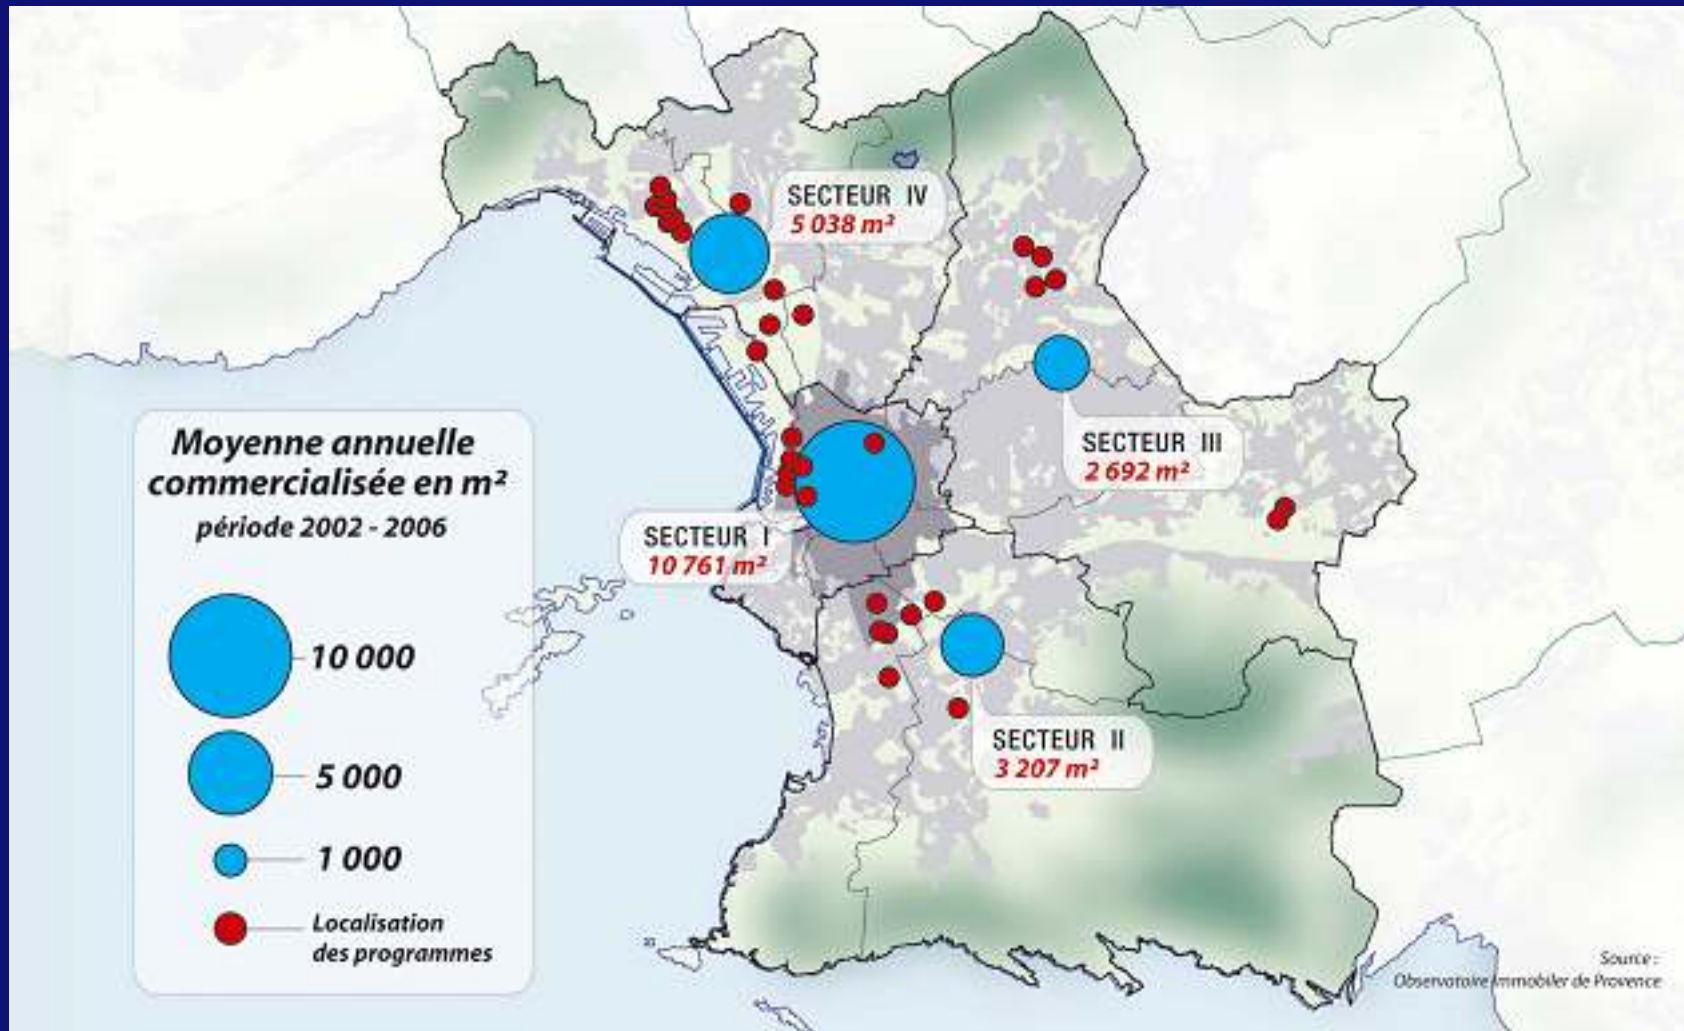 SECTEUR IV
5 038 m²
SECTEUR III
2 692 m²
SECTEUR I
10 761 m²
SECTEUR II
3 207 m²
Moyenne annuelle
commercialisée en m²
période 2002 - 2006
10 000
5 000
1 000
Localisation
des programmes
Source :
Observatoire Immobiler de Provence